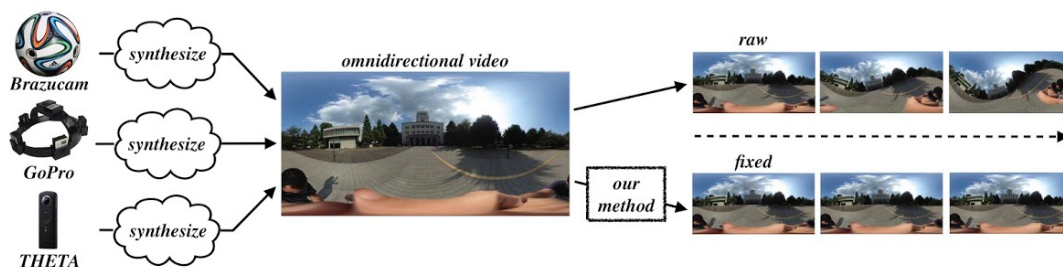 Brazucam
synthesize
GoPro
synthesize
THETA
synthesize
omnidirectional video
raw
our
method
fixed